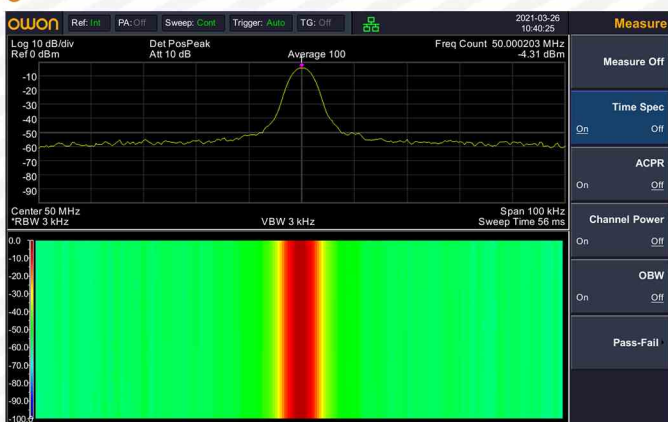 OWON Ref: Int PA: Off Sweep: Cont Trigger: Auto TG: Off 2021-03-26 10:40:25 Measure
Log 10 dB/div Det PosPeak Freq Count 50.000203 MHz
Ref 0 dBm Att 10 dB Average 100 -4.31 dBm
-10
-20
-30
-40
-50
-60
-70
-80
-90
Center 50 MHz Span 100 kHz
*RBW 3 kHz VBW 3 kHz Sweep Time 56 ms
0.0
-10.0
-20.0
-30.0
-40.0
-50.0
-60.0
-70.0
-80.0
-90.0
-100.0
Measure Off
Time Spec
On Off
ACPR
On Off
Channel Power
On Off
OBW
On Off
Pass-Fail